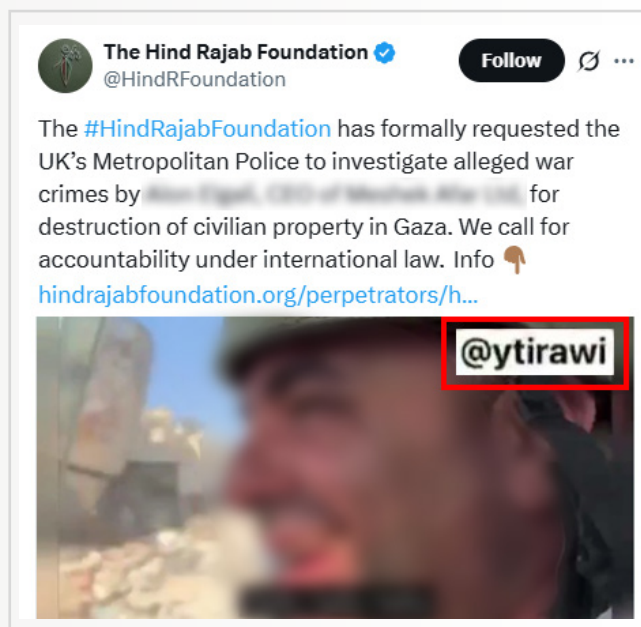 The Hind Rajab Foundation
Follow
@HindRFoundation
The #HindRajabFoundation has formally requested the
UK's Metropolitan Police to investigate alleged war
crimes by for
destruction of civilian property in Gaza. We call for
accountability under international law. Info 👇🏾
hindrajabfoundation.org/perpetrators/h...
@ytirawi